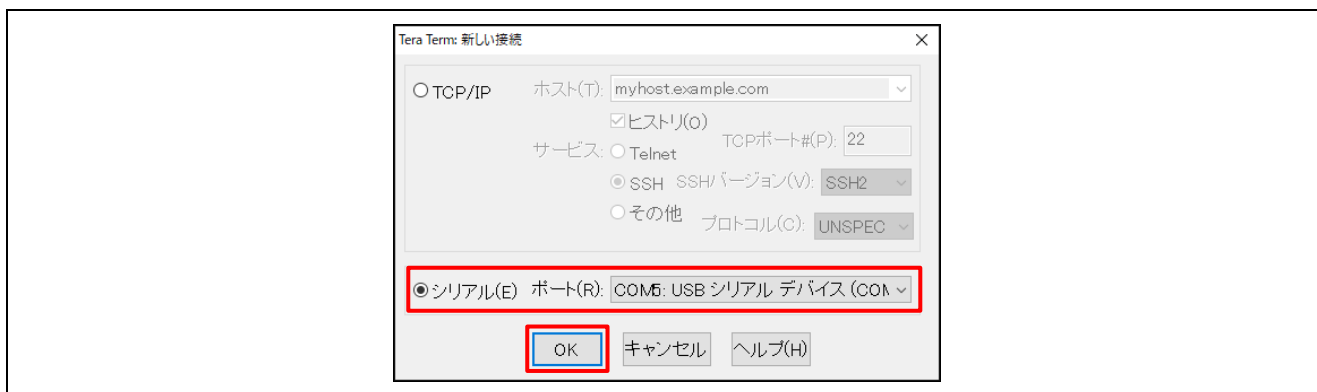 Tera Term: 新しい接続
TCP/IP ホスト(T): myhost.example.com
ヒストリ(O)
サービス: Telnet TCPポート#(P): 22
SSH SSHバージョン(V): SSH2
その他 プロトコル(C): UNSPEC
シリアル(E) ポート(R): COM5: USB シリアル デバイス (COM
OK キャンセル ヘルプ(H)